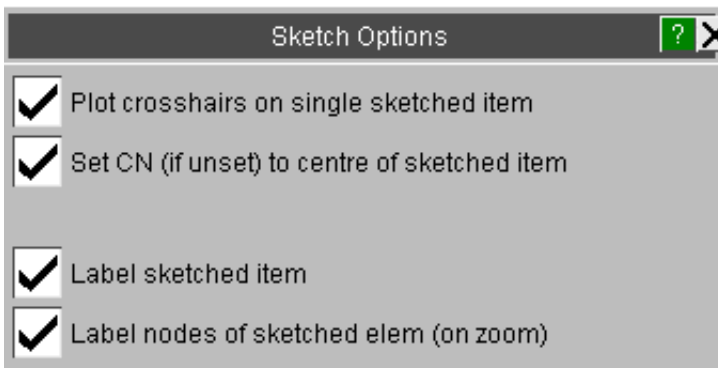 Sketch Options
?
Plot crosshairs on single sketched item
Set CN (if unset) to centre of sketched item
Label sketched item
Label nodes of sketched elem (on zoom)